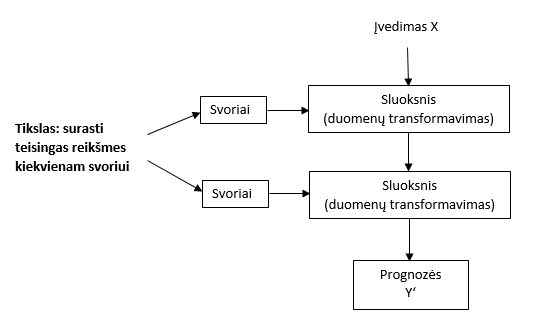 Įvedimas X
Svoriai
Sluoksnis
(duomenų transformavimas)
Tikslas: surasti
teisingas reikšmes
kiekvienam svoriui
Svoriai
Sluoksnis
(duomenų transformavimas)
Prognozės
Y‘